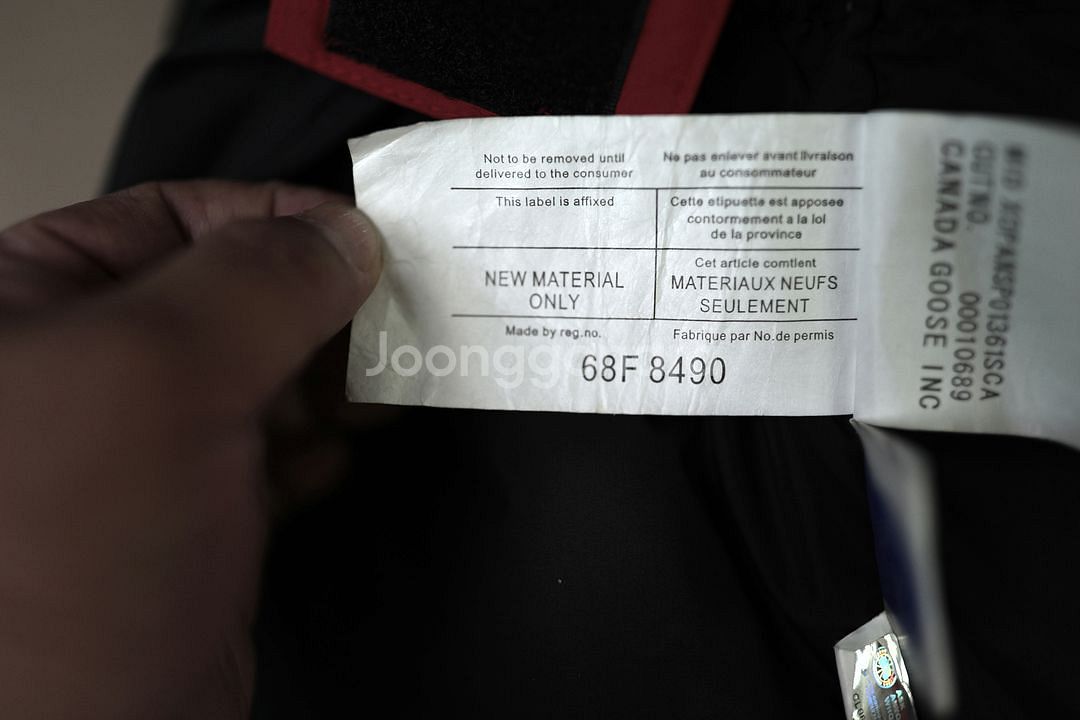 Not to be removed until
delivered to the consumer
Ne pas enlever avant livraison
au consommateur
This label is affixed
Cette etipuette est apposee
contormement a la lol
de la province
NEW MATERIAL
ONLY
Cet article comtient
MATERIAUX NEUFS
SEULEMENT
Made by reg.no.
Fabrique par No.de permis
68F 8490
Joongg
CUT NO. 00010689
CANADA GOOSE INC